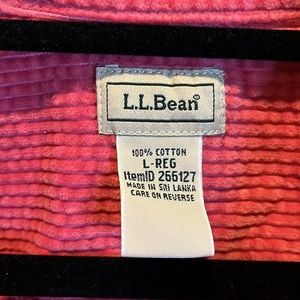 L.L.Bean®
100% COTTON
L-REG
ItemID 266127
MADE IN SRI LANKA
CARE ON REVERSE